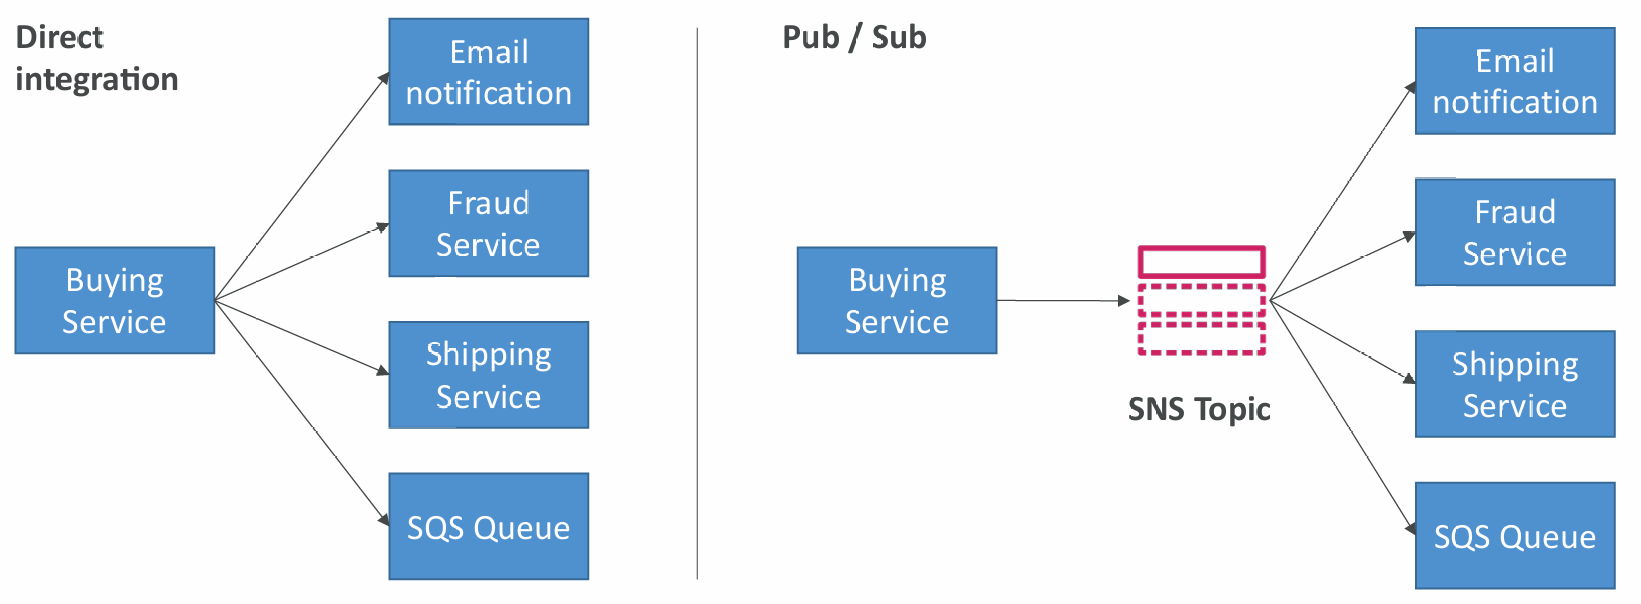 Direct
integration
Email
notification
Fraud
Service
Buying
Service
Shipping
Service
SQS Queue
Pub / Sub
Buying
Service
SNS Topic
Email
notification
Fraud
Service
Shipping
Service
SQS Queue